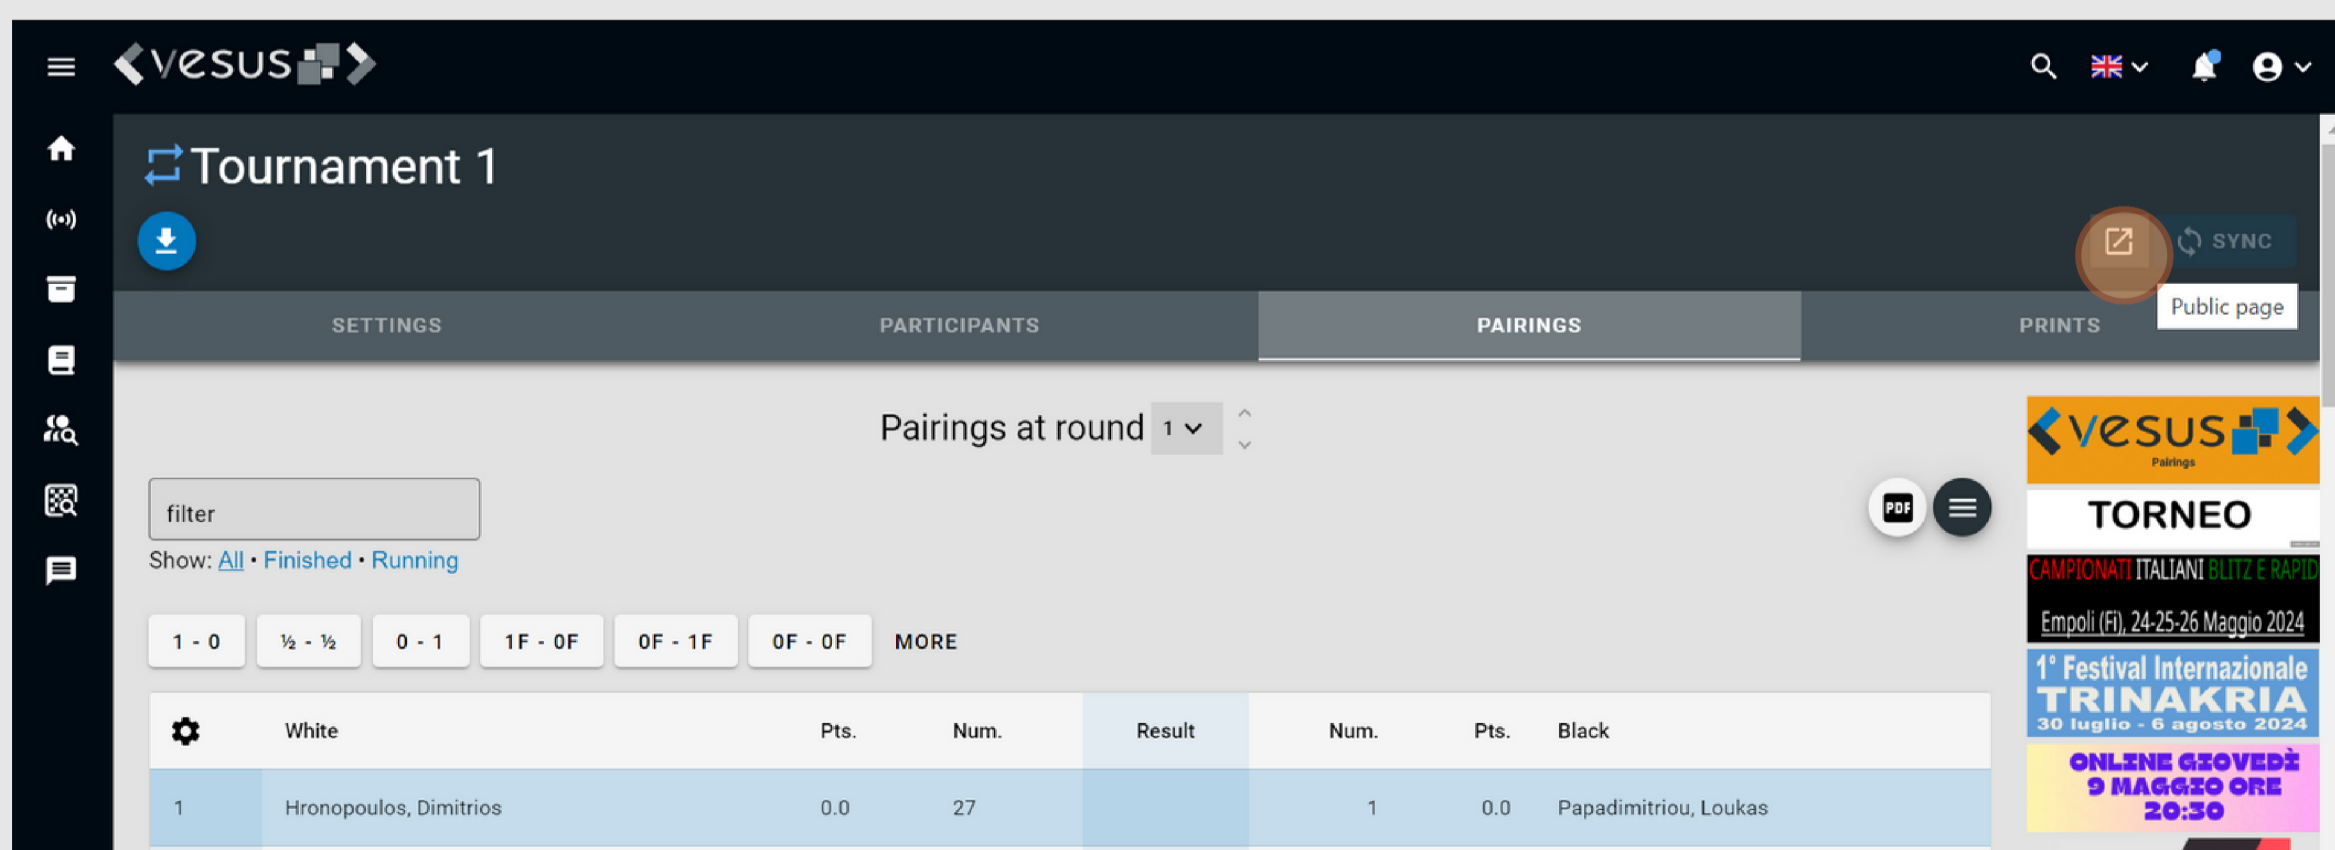 vesus
Tournament 1
SYNC
Public page
SETTINGS PARTICIPANTS PAIRINGS PRINTS
Pairings at round 1
filter
PDF
Show: All • Finished • Running
1 - 0 ½ - ½ 0 - 1 1F - 0F 0F - 1F 0F - 0F MORE
White Pts. Num. Result Num. Pts. Black
1 Hronopoulos, Dimitrios 0.0 27 1 0.0 Papadimitriou, Loukas
vesus
Pairings
TORNEO
CAMPIONATI ITALIANI BLITZ E RAPID
Empoli (Fi), 24-25-26 Maggio 2024
1° Festival Internazionale
TRINAKRIA
30 luglio - 6 agosto 2024
ONLINE GIOVEDÌ
9 MAGGIO ORE
20:30